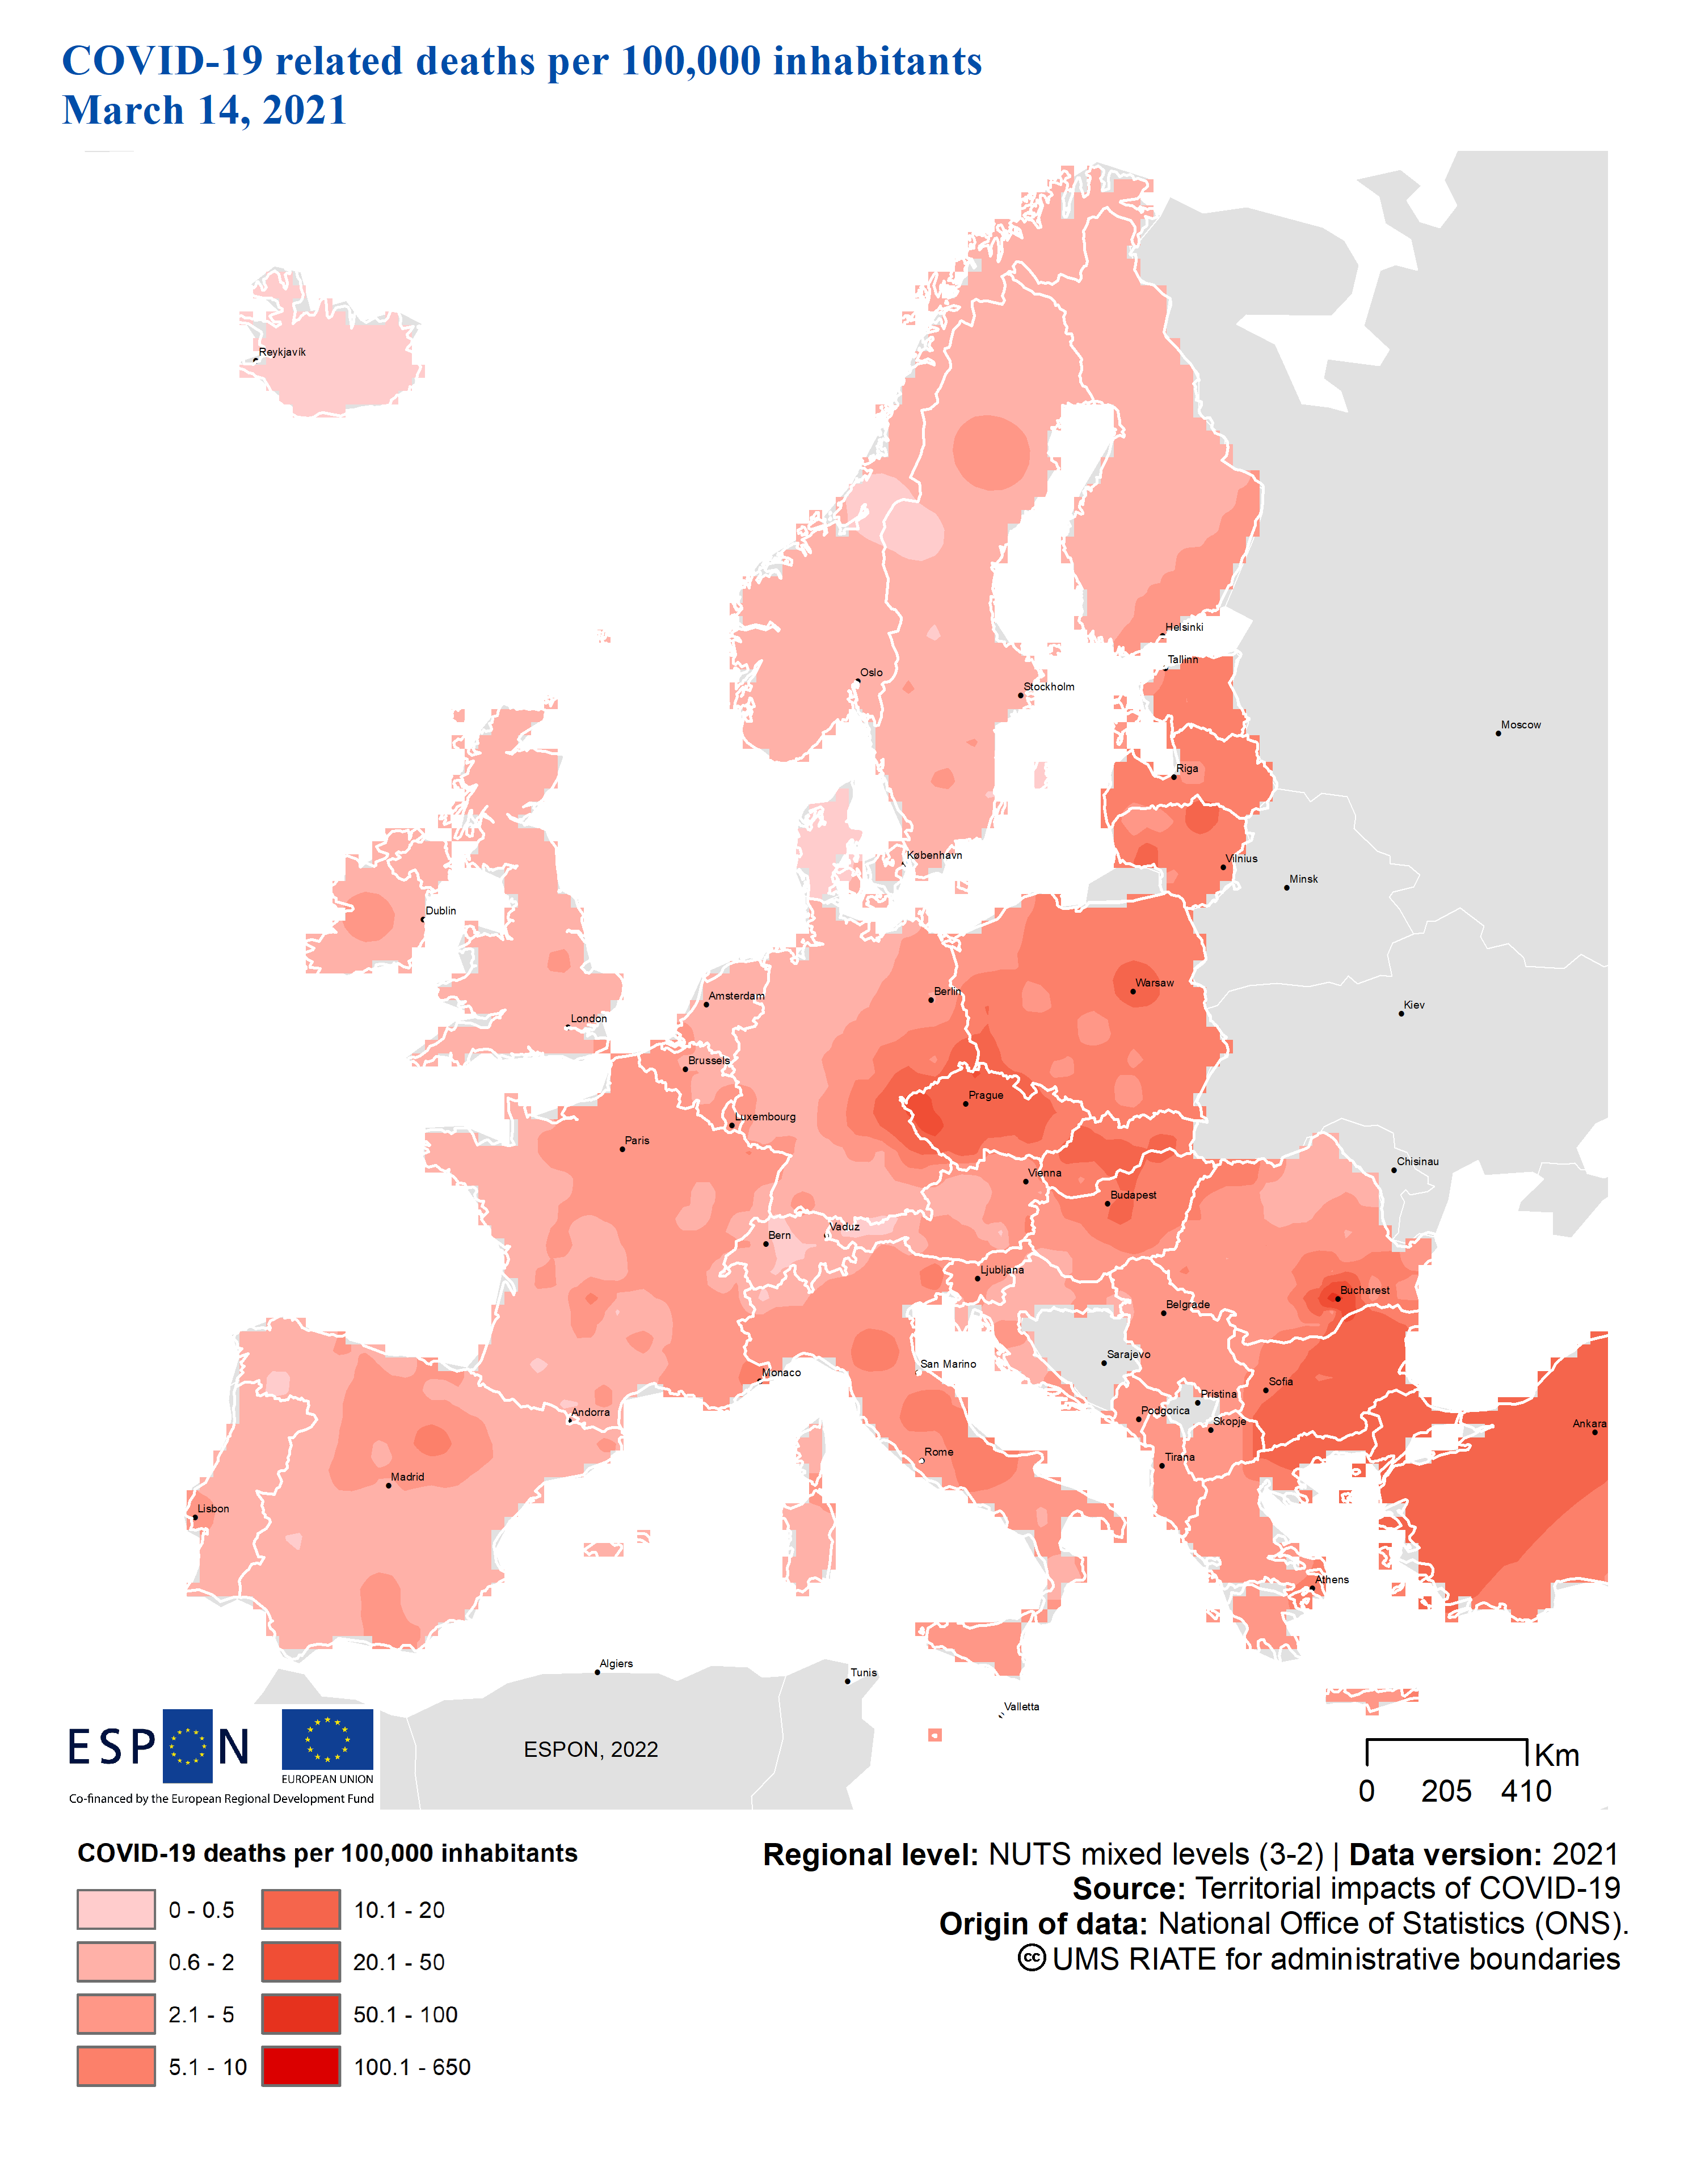 COVID-19 related deaths per 100,000 inhabitants
March 14, 2021
Reykjavík
Helsinki
Tallinn
Oslo
Stockholm
Moscow
Riga
København
Vilnius
Minsk
Dublin
Warsaw
Berlin
Amsterdam
Kiev
London
Brussels
Prague
Luxembourg
Paris
Chisinau
Vienna
Budapest
Vaduz
Bern
Ljubljana
Bucharest
Belgrade
Sarajevo
San Marino
Monaco
Sofia
Pristina
Andorra
Podgorica
Skopje
Ankara
Rome
Tirana
Madrid
Lisbon
Athens
Algiers
Tunis
Valletta
ESPON
EUROPEAN UNION
Co-financed by the European Regional Development Fund
ESPON, 2022
Km
0 205 410
COVID-19 deaths per 100,000 inhabitants
0 - 0.5
0.6 - 2
2.1 - 5
5.1 - 10
10.1 - 20
20.1 - 50
50.1 - 100
100.1 - 650
Regional level: NUTS mixed levels (3-2) | Data version: 2021
Source: Territorial impacts of COVID-19
Origin of data: National Office of Statistics (ONS).
cc UMS RIATE for administrative boundaries